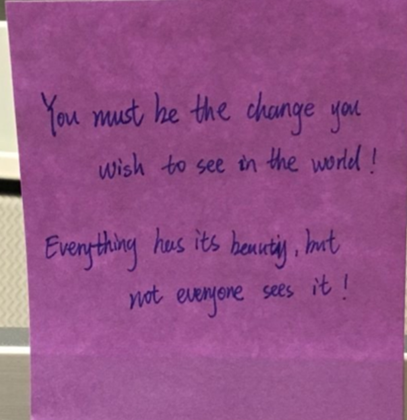 You must be the change you
wish to see in the world!
Everything has its beauty, but
not everyone sees it!